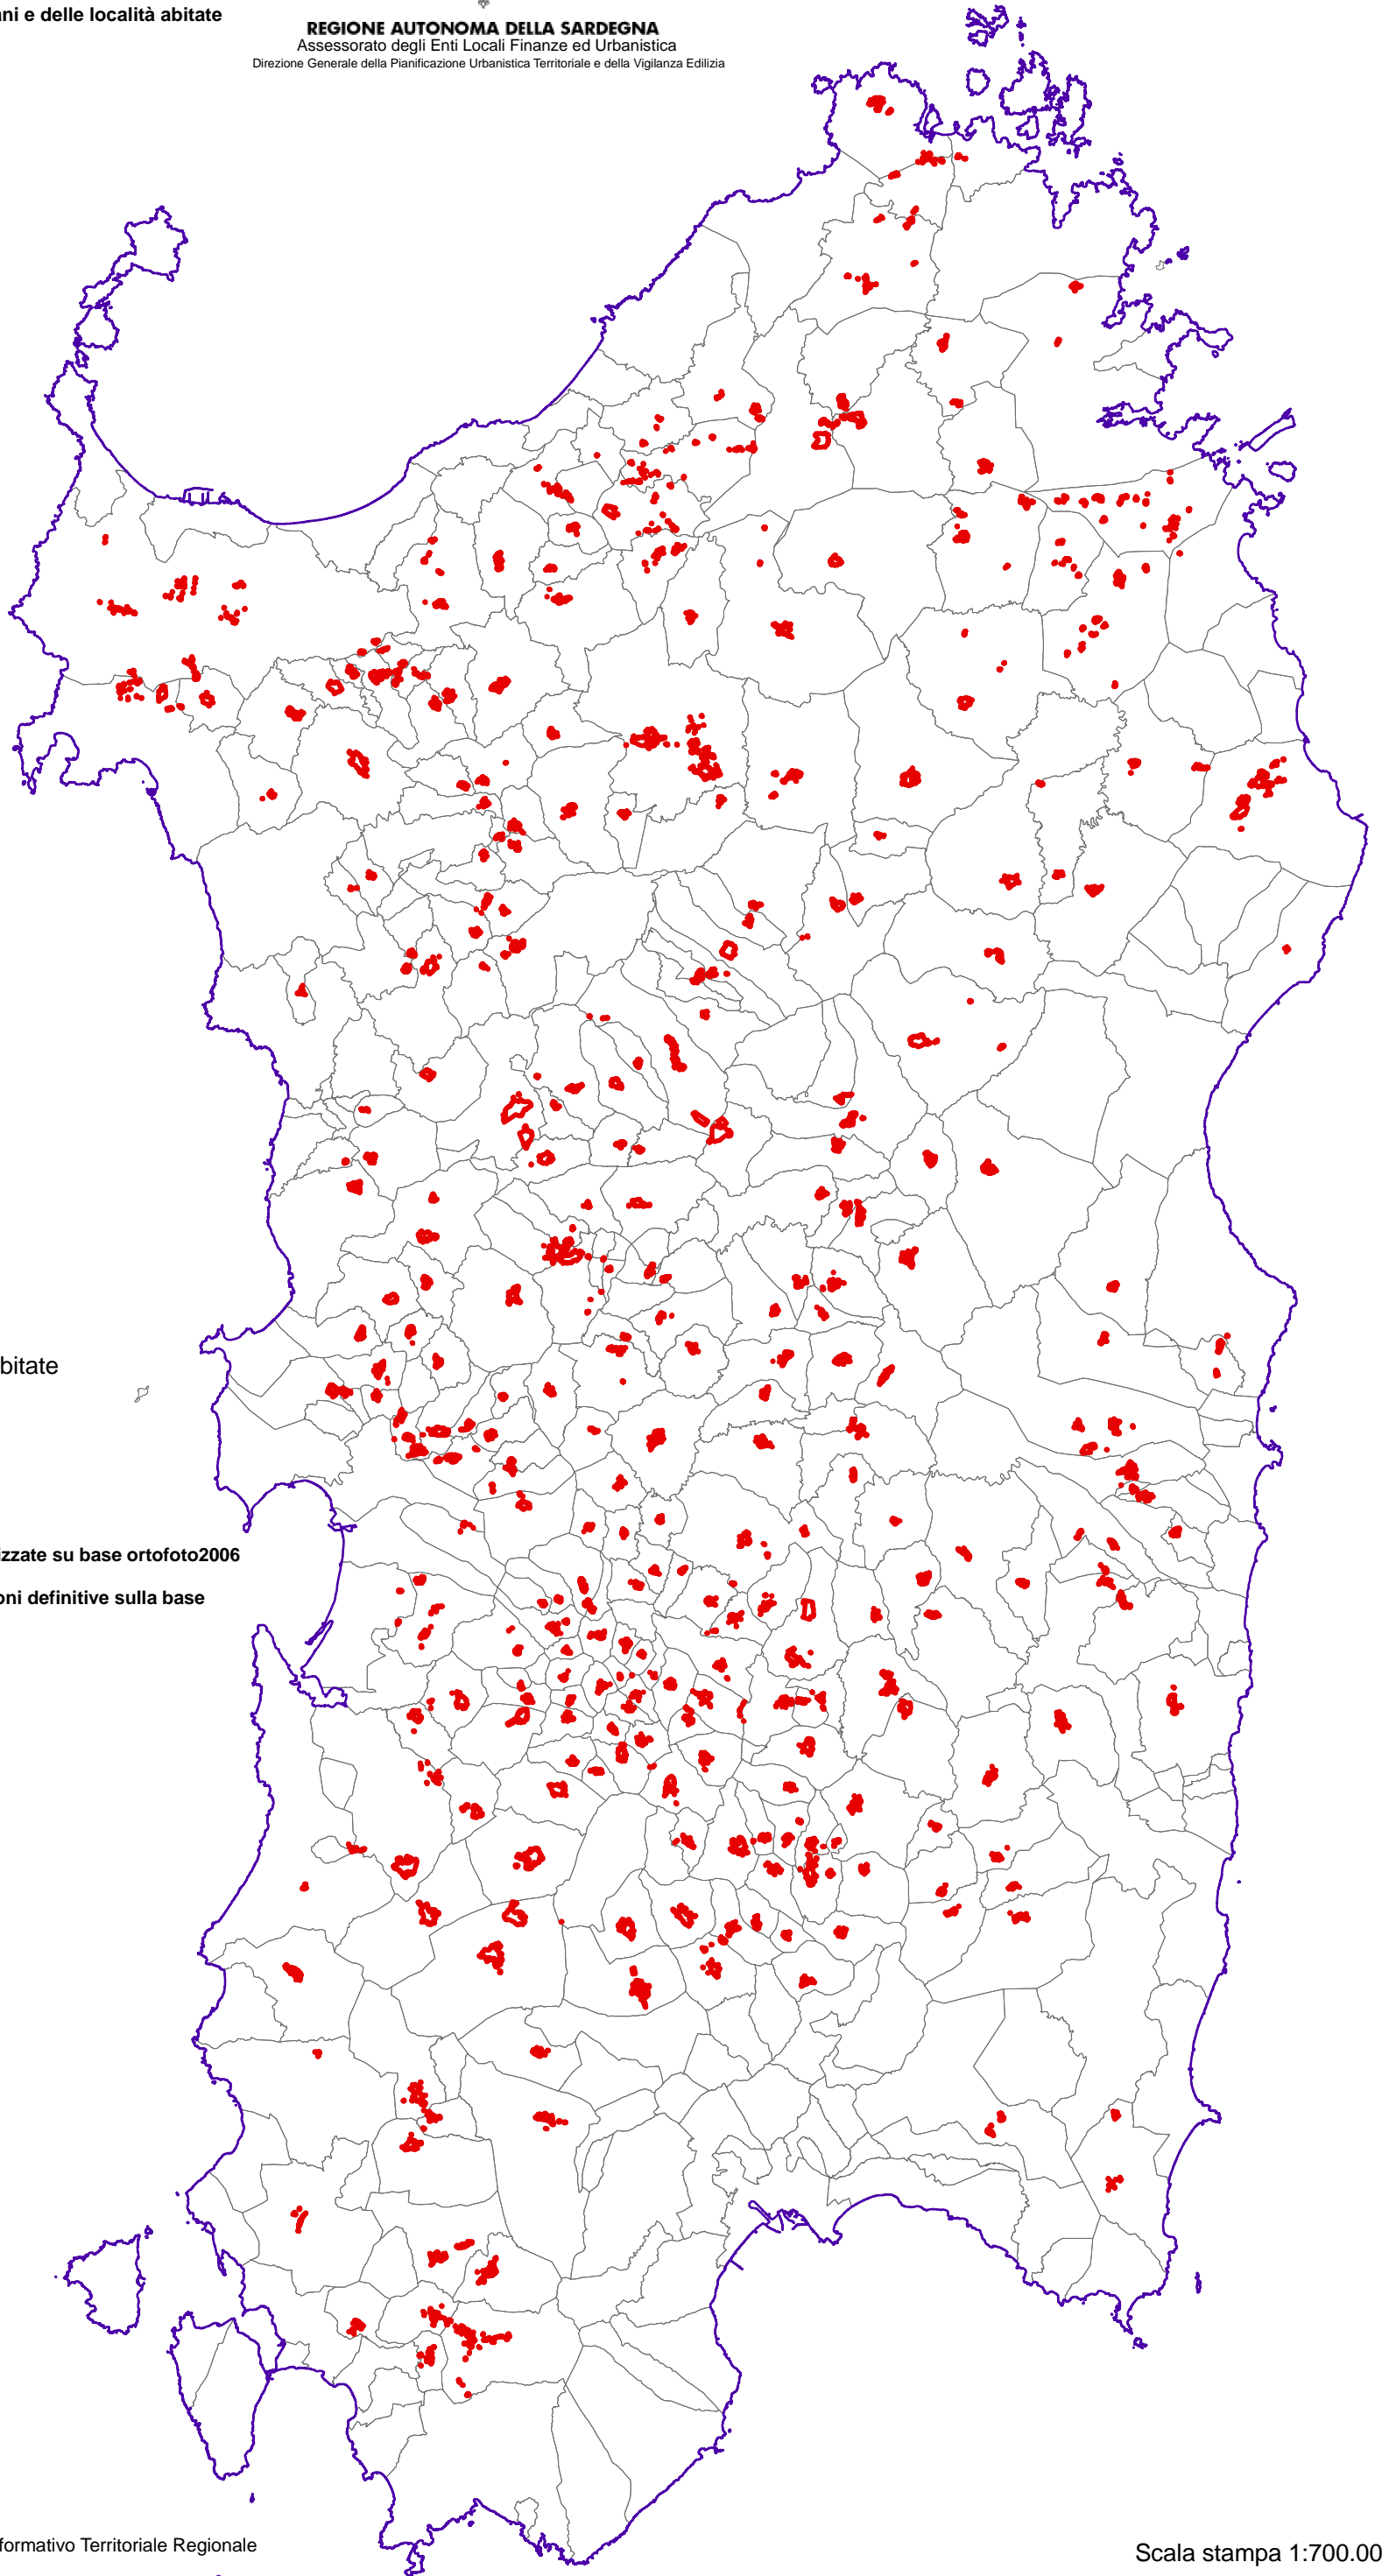 ani e delle località abitate
REGIONE AUTONOMA DELLA SARDEGNA
Assessorato degli Enti Locali Finanze ed Urbanistica
Direzione Generale della Pianificazione Urbanistica Territoriale e della Vigilanza Edilizia
bitate
izzate su base ortofoto2006
oni definitive sulla base
formativo Territoriale Regionale
Scala stampa 1:700.00